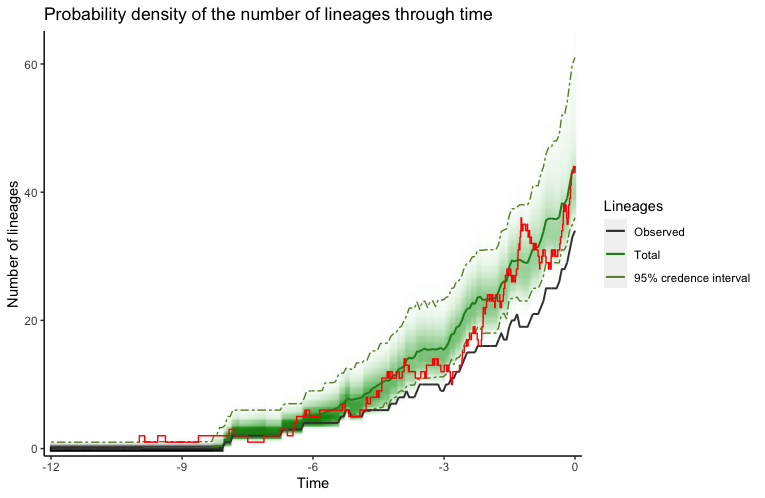 Probability density of the number of lineages through time
Number of lineages
60
40
20
0
-12
-9
-6
-3
0
Time
Lineages
Observed
Total
95% credence interval